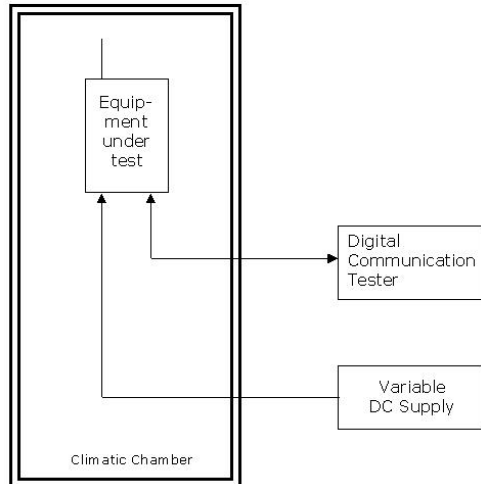 Equip-
ment
under
test
Digital
Communication
Tester
Variable
DC Supply
Climatic Chamber